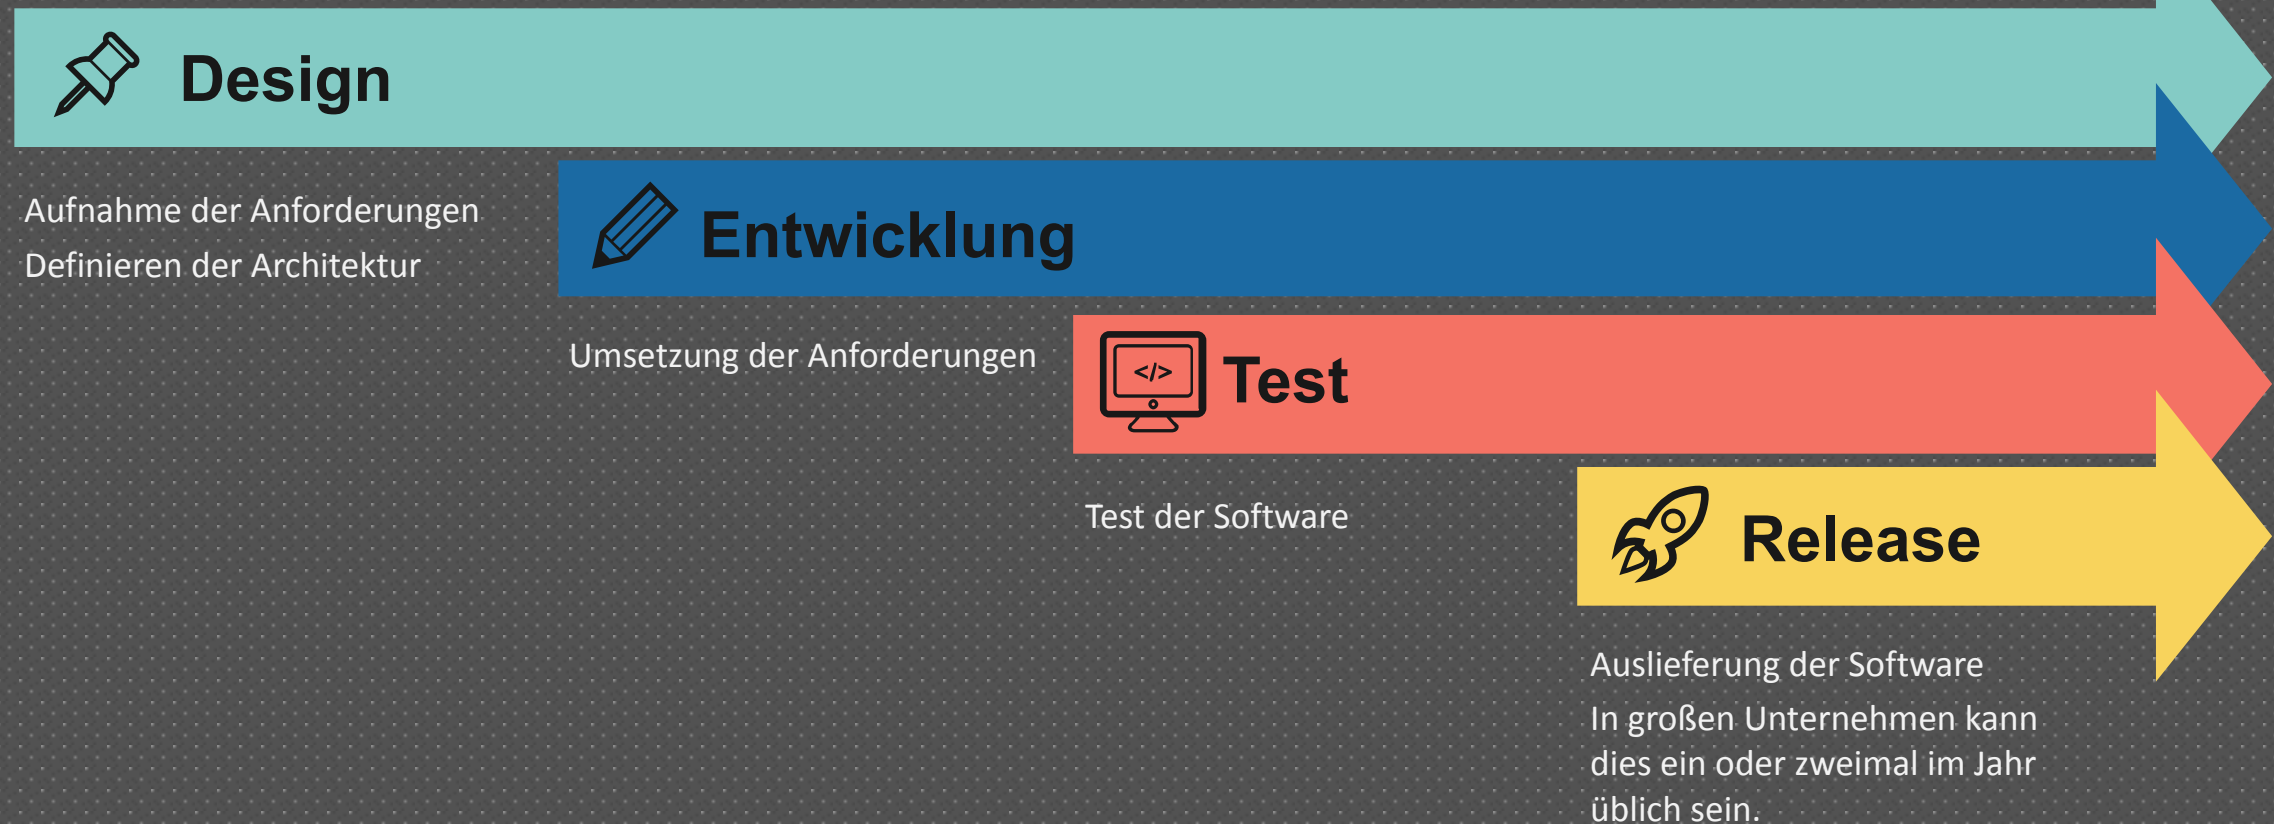 Design
Aufnahme der Anforderungen
Definieren der Architektur
Entwicklung
Umsetzung der Anforderungen
</>
Test
Test der Software
Release
Auslieferung der Software
In großen Unternehmen kann
dies ein oder zweimal im Jahr
üblich sein.